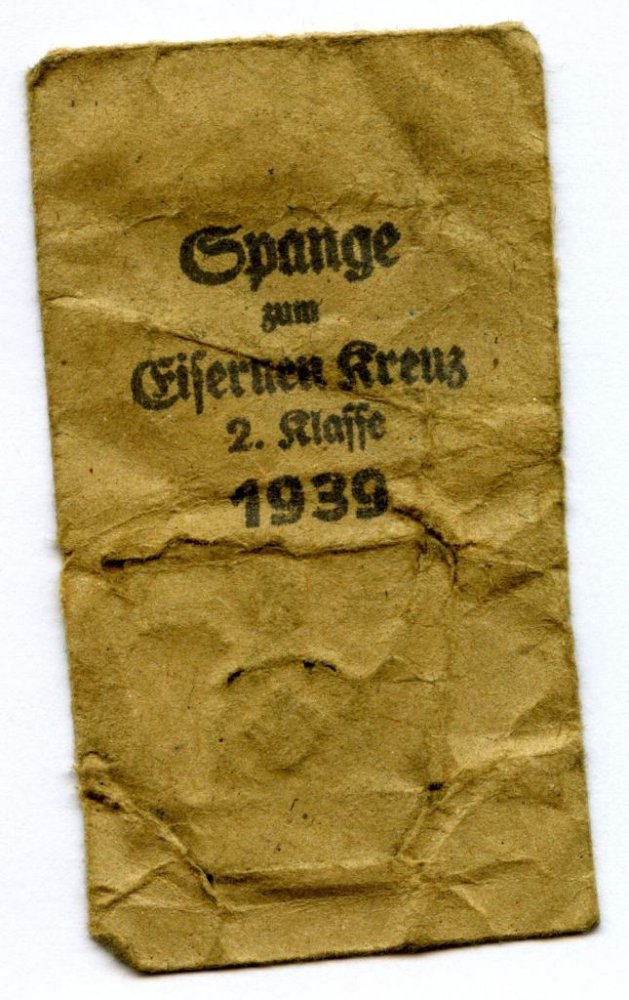 Spange
zum
Eisernen Kreuz
2. Klasse
1939